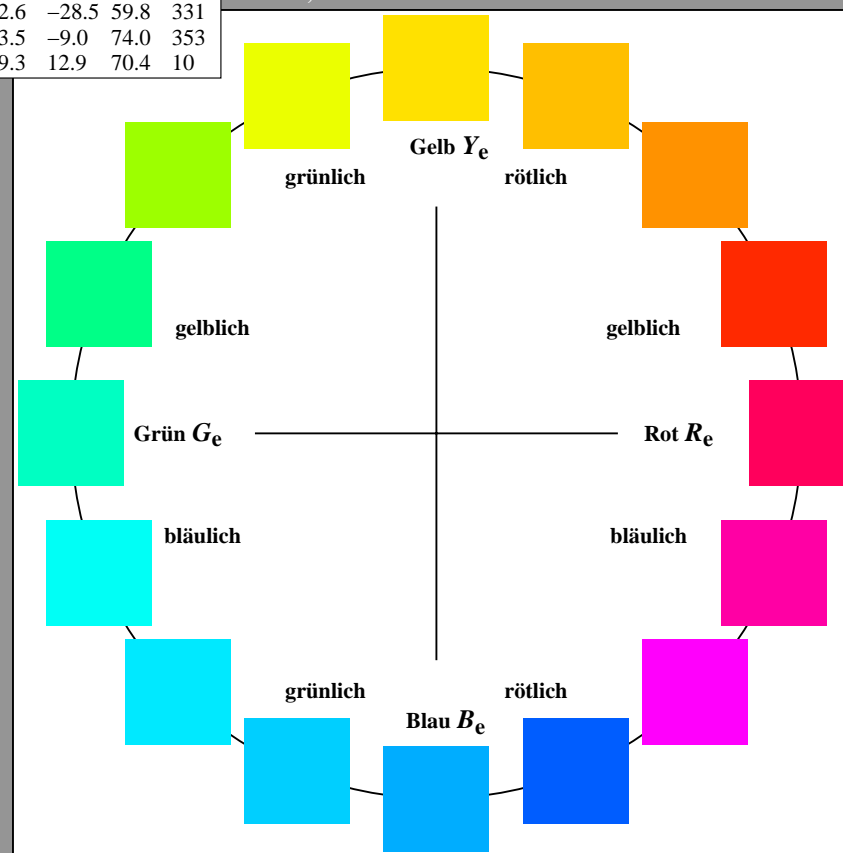 2.6 –28.5 59.8 331
3.5 –9.0 74.0 353
9.3 12.9 70.4 10
Gelb Ye
grünlich rötlich
gelblich gelblich
Grün Ge Rot Re
bläulich bläulich
grünlich rötlich
Blau Be